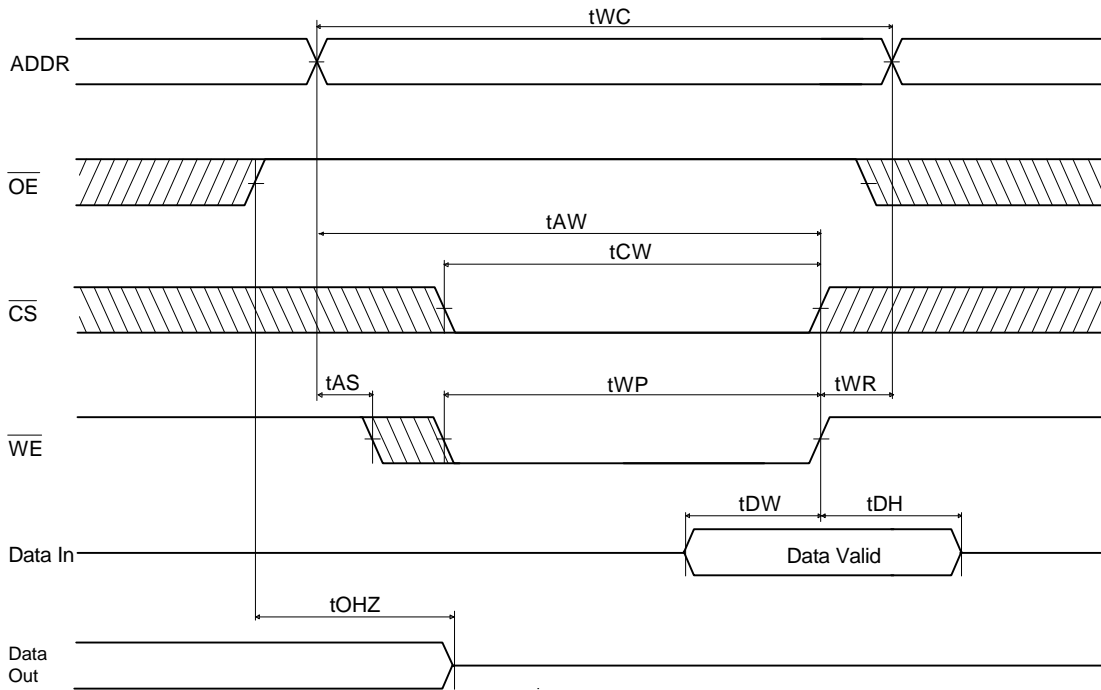 tWC
ADDR
OE
tAW
tCW
CS
tAS
tWP
tWR
WE
tDW
tDH
Data In
Data Valid
tOHZ
Data
Out